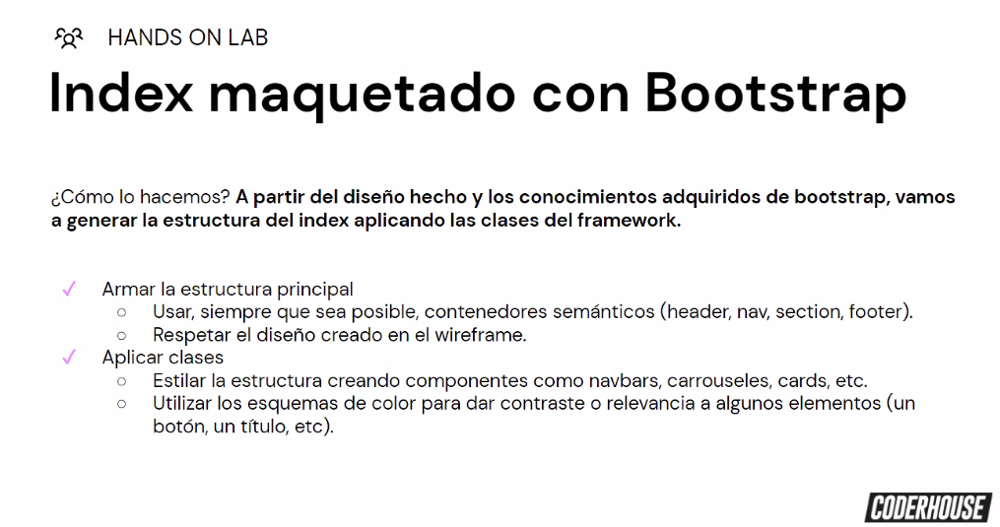 HANDS ON LAB
Index maquetado con Bootstrap
¿Cómo lo hacemos? A partir del diseño hecho y los conocimientos adquiridos de bootstrap, vamos
a generar la estructura del index aplicando las clases del framework.
✓ Armar la estructura principal
○ Usar, siempre que sea posible, contenedores semánticos (header, nav, section, footer).
○ Respetar el diseño creado en el wireframe.
✓ Aplicar clases
○ Estilar la estructura creando componentes como navbars, carrouseles, cards, etc.
○ Utilizar los esquemas de color para dar contraste o relevancia a algunos elementos (un
botón, un título, etc).
CODERHOUSE